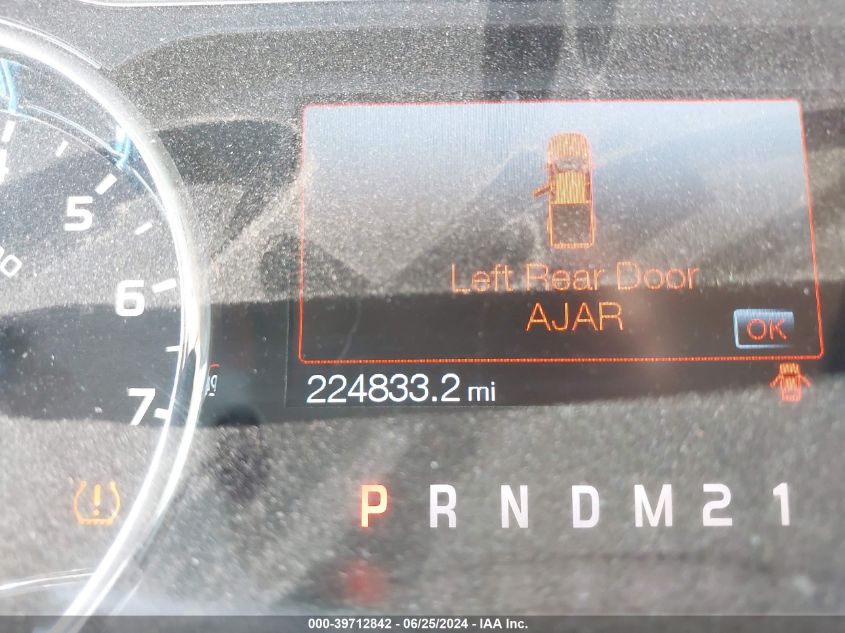 Left Rear Door
AJAR
OK
5
6
7
224833.2 mi
P R N D M 2 1
000-39712842 - 06/25/2024 - IAA Inc.